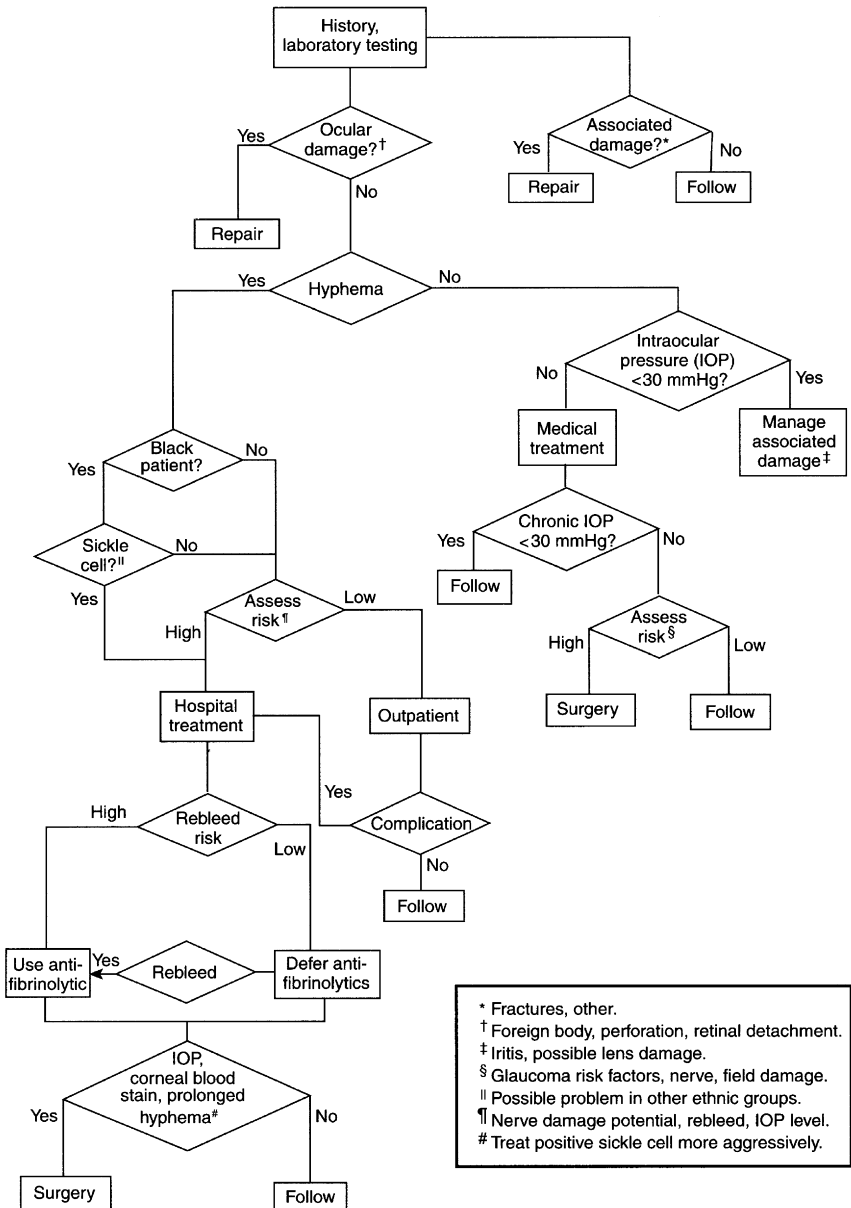 History,
laboratory testing
Ocular
damage?†
Yes
No
Repair
Associated
damage?*
Yes
No
Repair
Follow
Hyphema
Yes
No
Intraocular
pressure (IOP)
<30 mmHg?
No
Yes
Medical
treatment
Manage
associated
damage‡
Black
patient?
Yes
No
Chronic IOP
<30 mmHg?
Yes
No
Follow
Sickle
cell?||
No
Yes
Assess
risk¶
High
Low
Assess
risk§
High
Low
Surgery
Follow
Hospital
treatment
Outpatient
Rebleed
risk
High
Low
Complication
Yes
No
Follow
Use anti-
fibrinolytic
Yes
Rebleed
Defer anti-
fibrinolytics
IOP,
corneal blood
stain, prolonged
hyphema#
Yes
No
Surgery
Follow
* Fractures, other.
† Foreign body, perforation, retinal detachment.
‡ Iritis, possible lens damage.
§ Glaucoma risk factors, nerve, field damage.
|| Possible problem in other ethnic groups.
¶ Nerve damage potential, rebleed, IOP level.
# Treat positive sickle cell more aggressively.